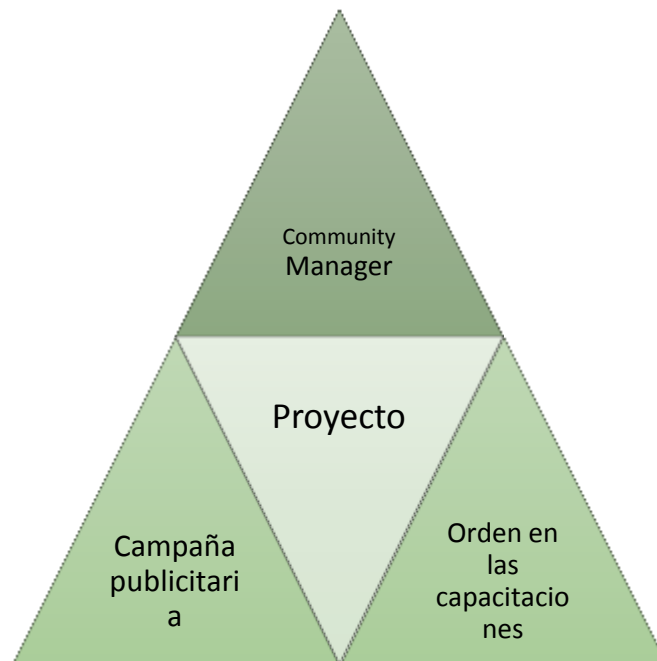 Community
Manager
Proyecto
Campaña
publicitari
a
Orden en
las
capacitacio
nes